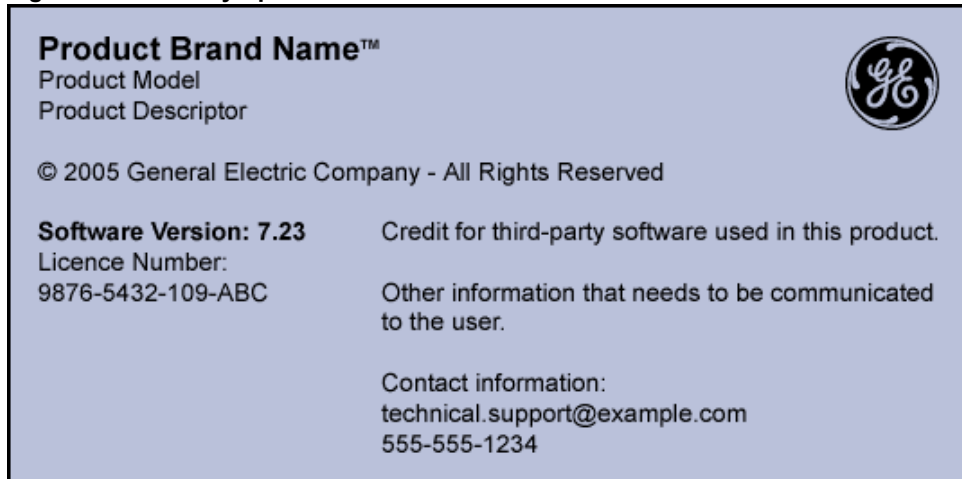 Product Brand Name™
Product Model
Product Descriptor
GE
© 2005 General Electric Company - All Rights Reserved
Software Version: 7.23
Licence Number:
9876-5432-109-ABC
Credit for third-party software used in this product.
Other information that needs to be communicated
to the user.
Contact information:
technical.support@example.com
555-555-1234